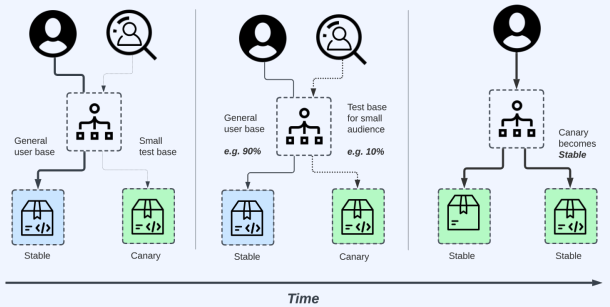 General
user base
Small
test base
Stable
Canary
General
user base
e.g. 90%
Test base
for small
audience
e.g. 10%
Stable
Canary
Canary
becomes
Stable
Stable
Stable
Time